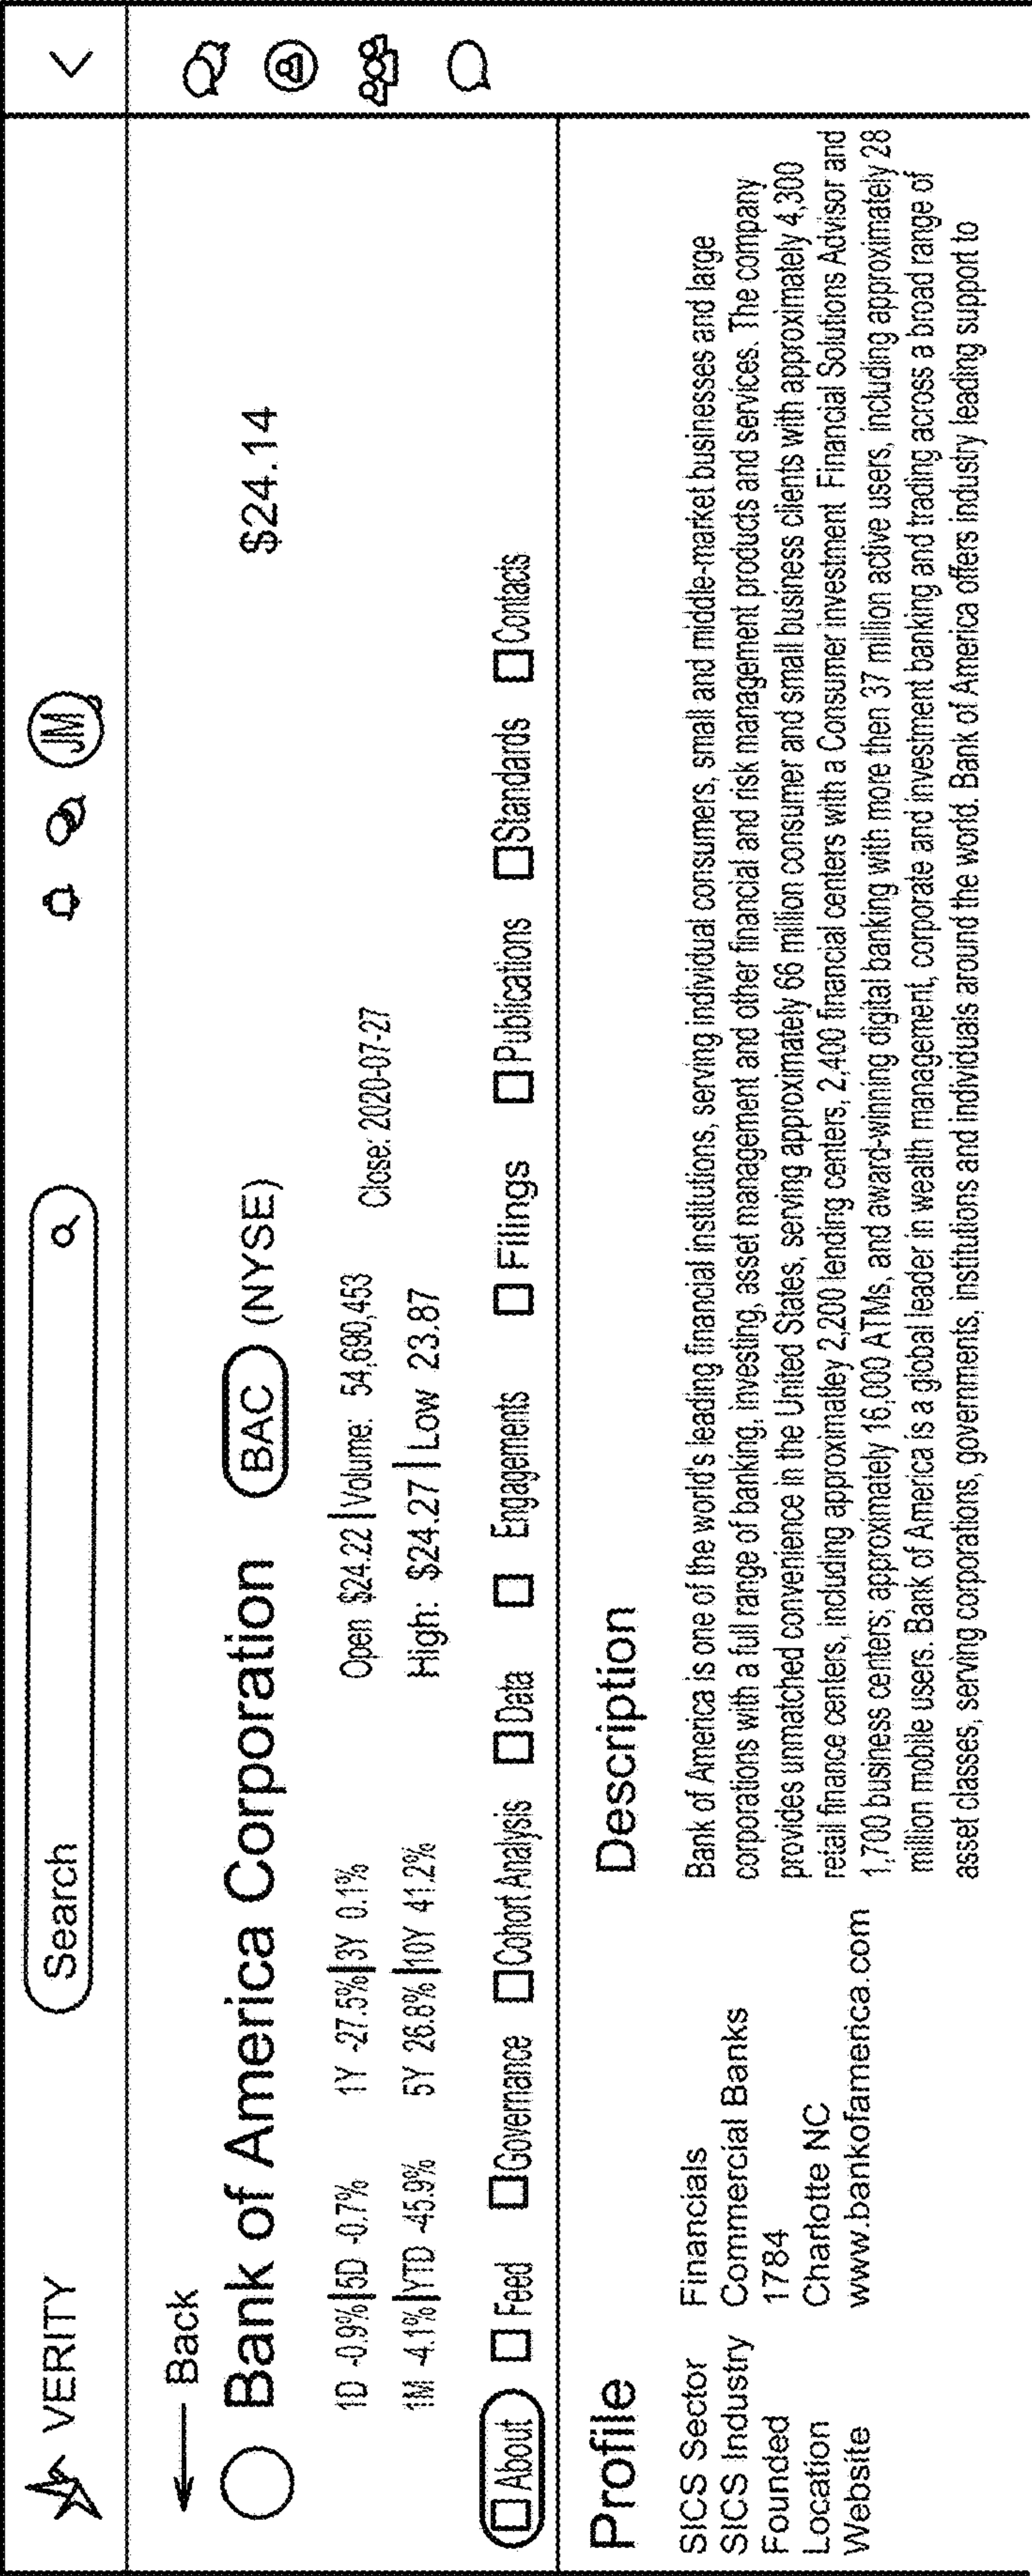 VERITY
Search
JM
Back
Bank of America Corporation BAC (NYSE)
$24.14
1D -0.9%|5D -0.7% 1Y -27.5%|3Y 0.1% Open $24.22|Volume: 54,690,453
Close: 2020-07-27
1M -4.1%|YTD -45.9% 5Y 26.8%|10Y 41.2% High: $24.27|Low 23.87
About Feed Governance Cohort Analysis Data Engagements Filings Publications Standards Contacts
Profile
SICS Sector Financials
SICS Industry Commercial Banks
Founded 1784
Location Charlotte NC
Website www.bankofamerica.com
Description
Bank of America is one of the world's leading financial institutions, serving individual consumers, small and middle-market businesses and large
corporations with a full range of banking, investing, asset management and other financial and risk management products and services. The company
provides unmatched convenience in the United States, serving approximately 66 million consumer and small business clients with approximately 4,300
retail finance centers, including approximatley 2,200 lending centers, 2,400 financial centers with a Consumer investment Financial Solutions Advisor and
1,700 business centers; approximately 16,000 ATMs, and award-winning digital banking with more then 37 million active users, including approximately 28
million mobile users. Bank of America is a global leader in wealth management, corporate and investment banking and trading across a broad range of
asset classes, serving corporations, governments, institutions and individuals around the world. Bank of America offers industry leading support to